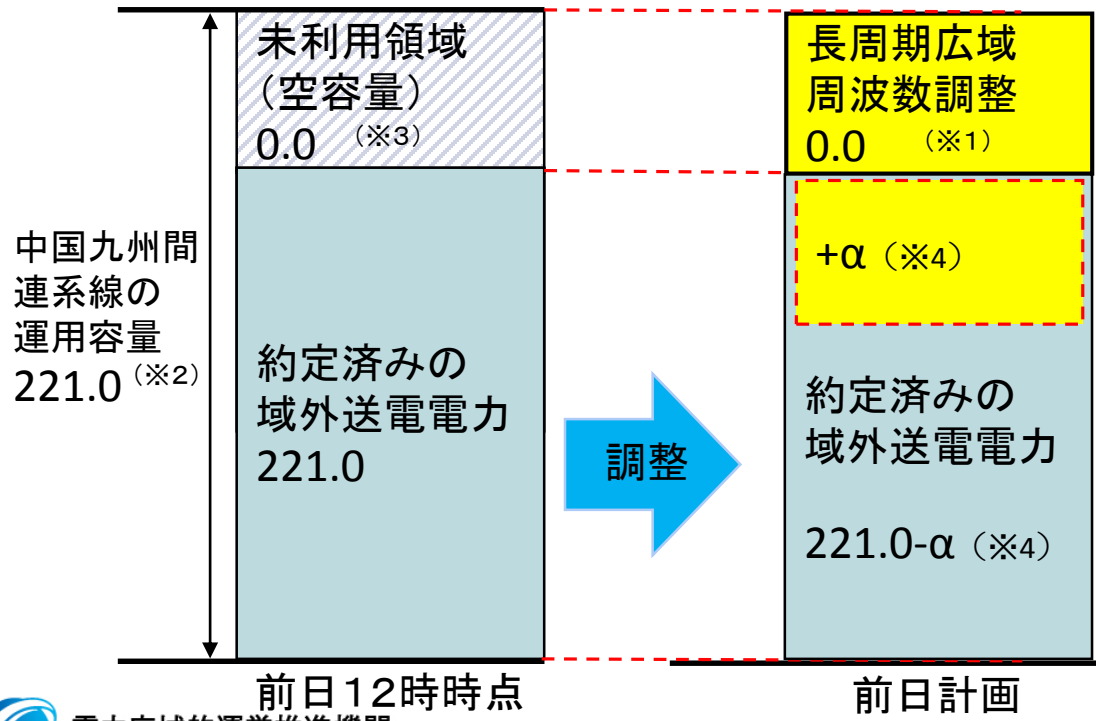 未利用領域
(空容量)
0.0 (※3)
長周期広域
周波数調整
0.0 (※1)
中国九州間
連系線の
運用容量
221.0(※2)
約定済みの
域外送電電力
221.0
調整
+α(※4)
約定済みの
域外送電電力
221.0-α(※4)
前日12時時点
前日計画